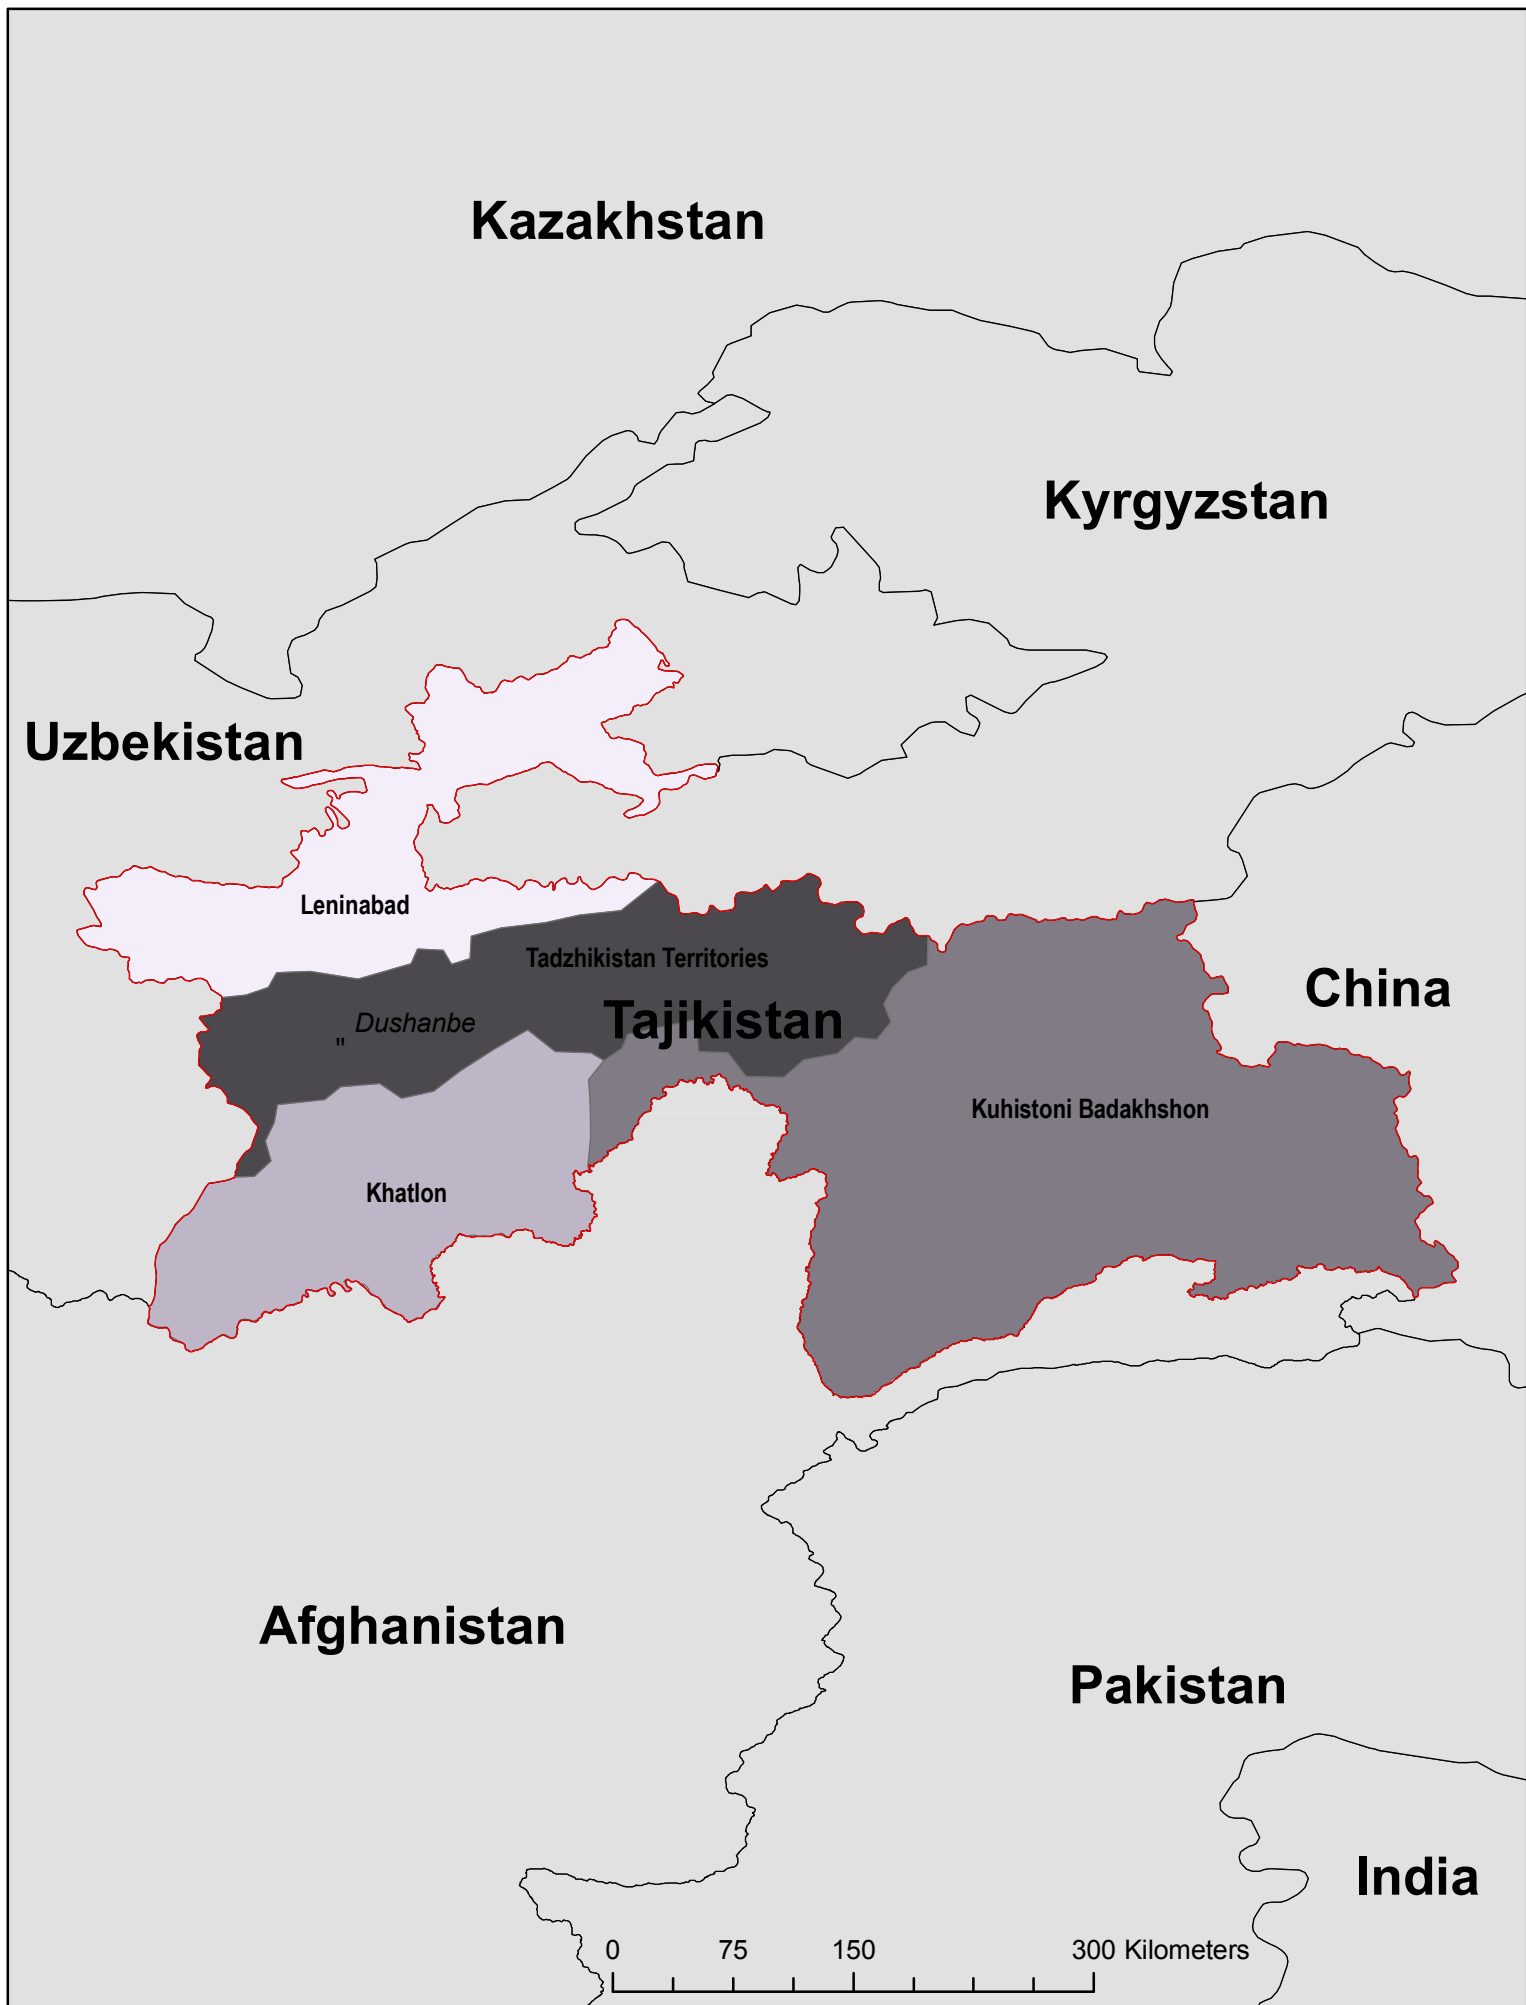 Kazakhstan
Kyrgyzstan
Uzbekistan
Leninabad
Tadzhikistan Territories
China
Dushanbe
"
Tajikistan
Kuhistoni Badakhshon
Khatlon
Afghanistan
Pakistan
India
0 75 150 300 Kilometers